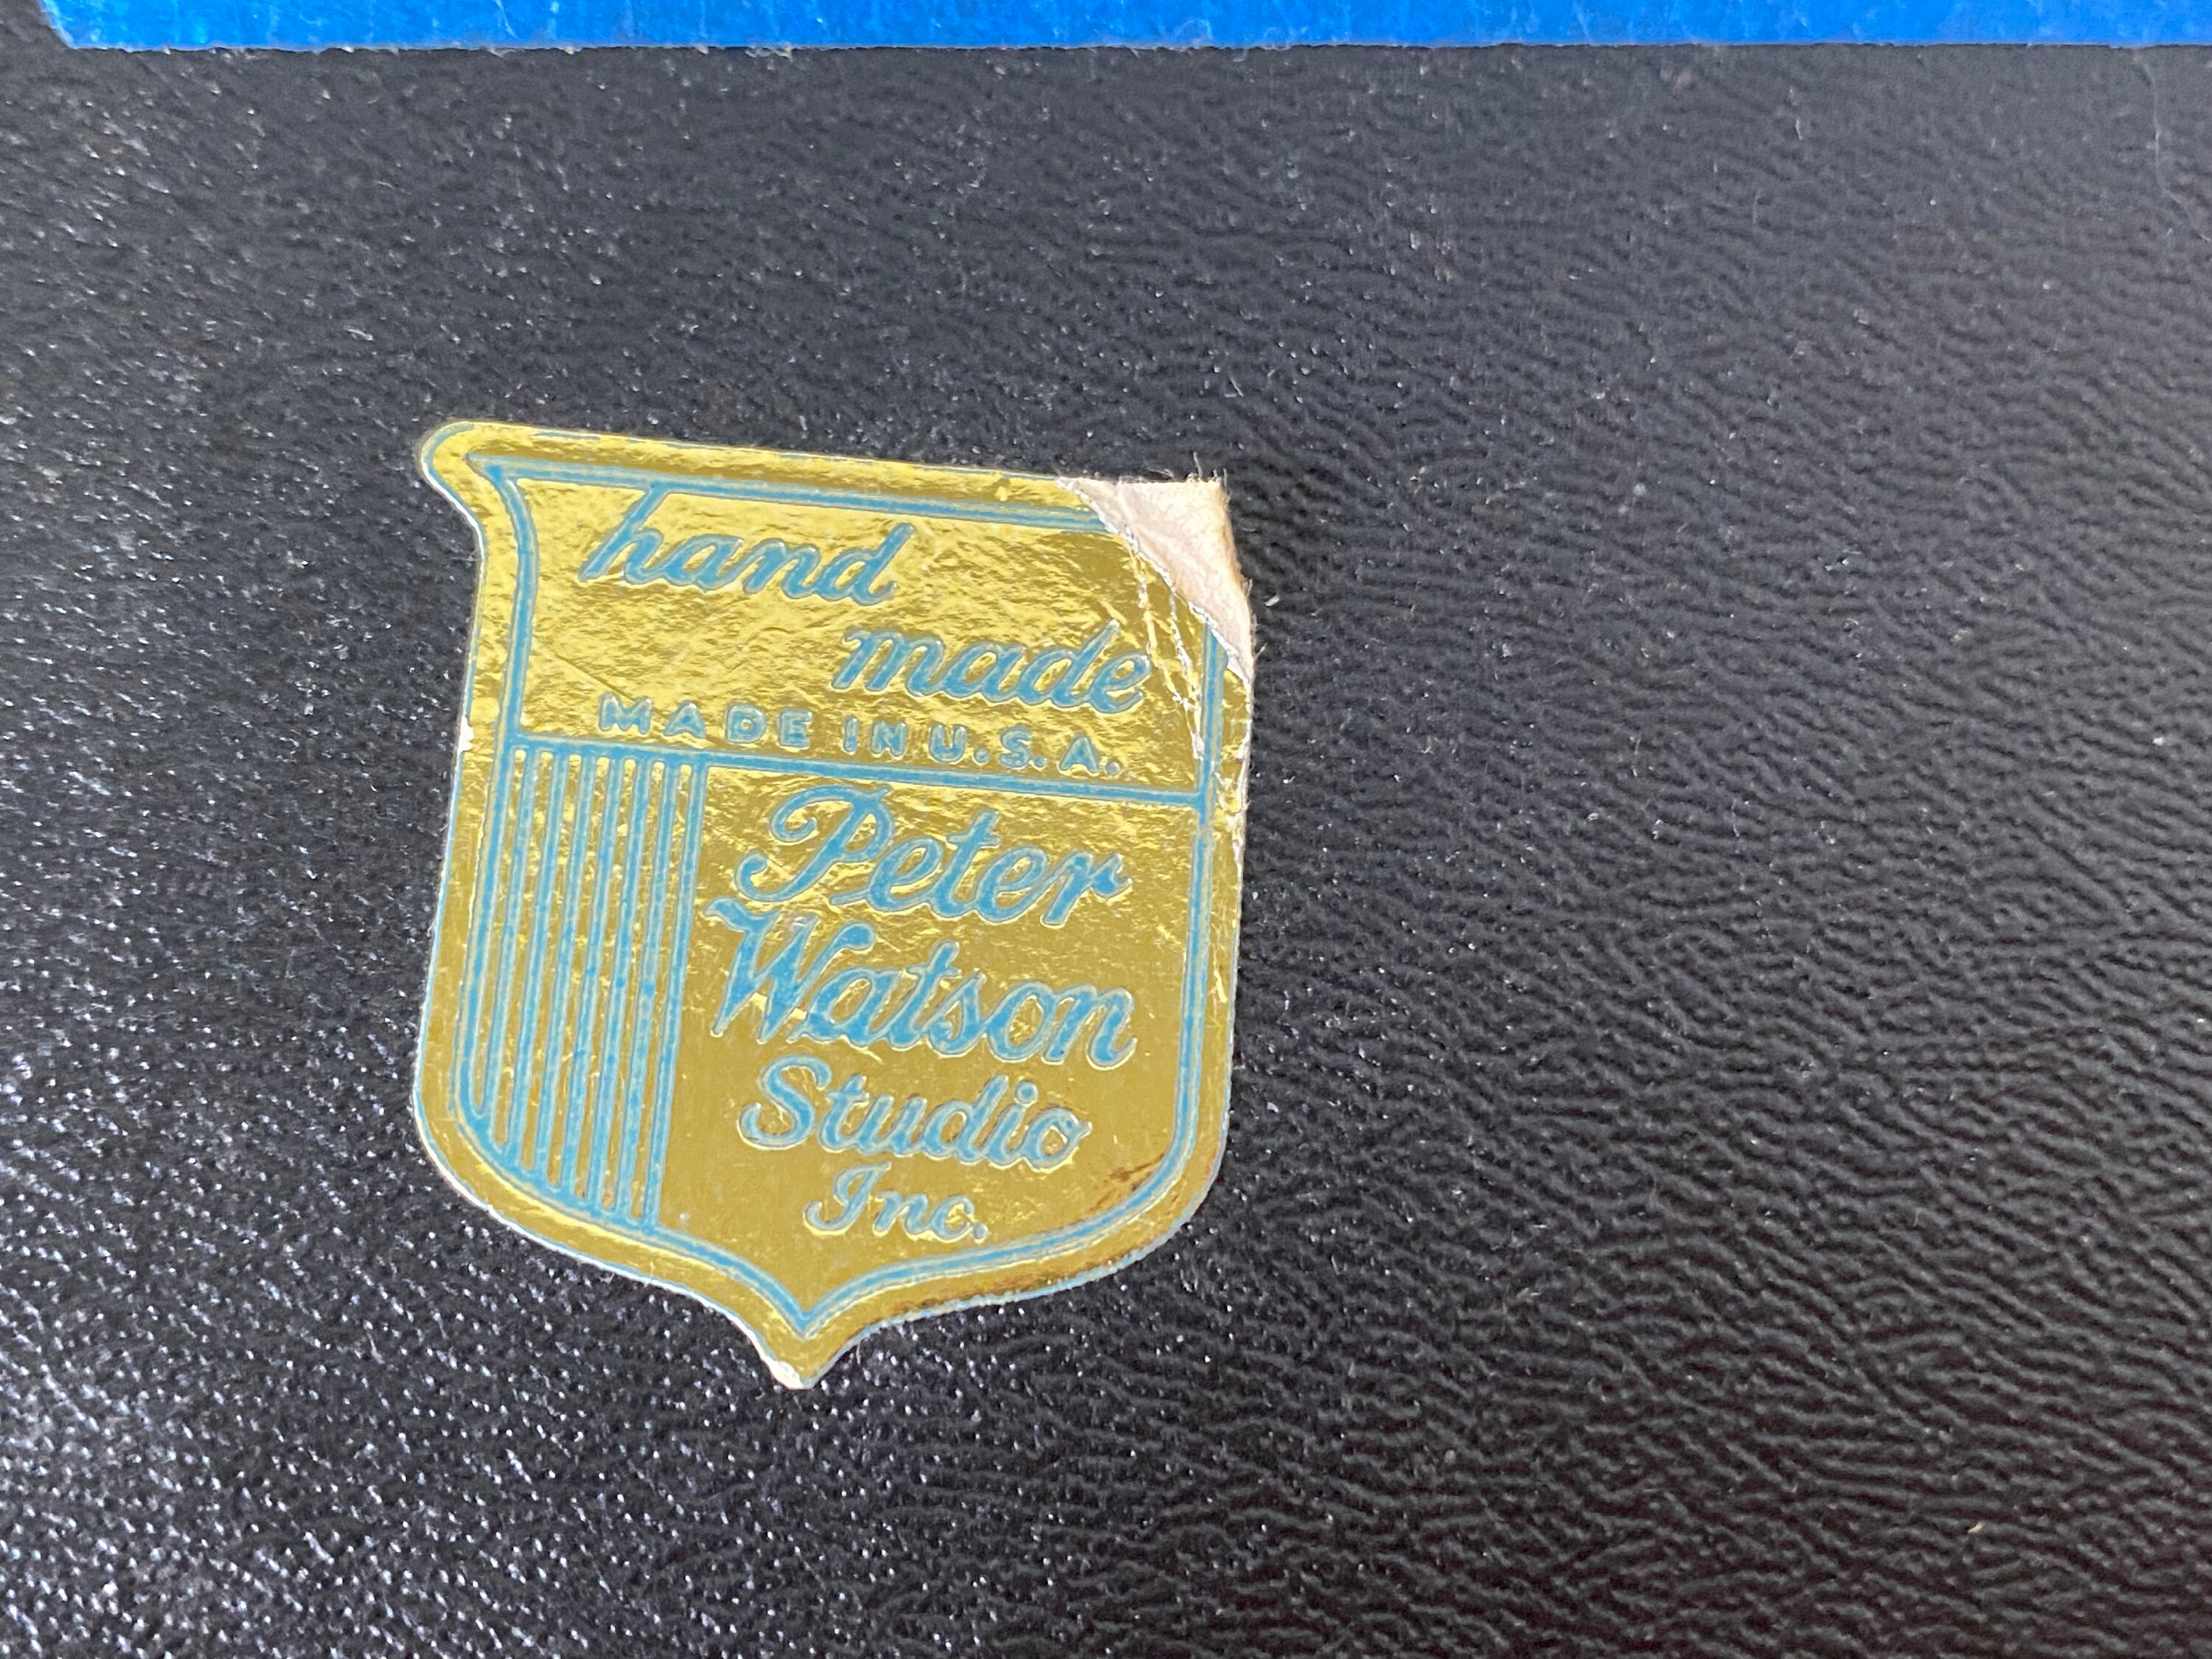 hand
made
MADE IN U.S.A.
Peter
Watson
Studio
Inc.